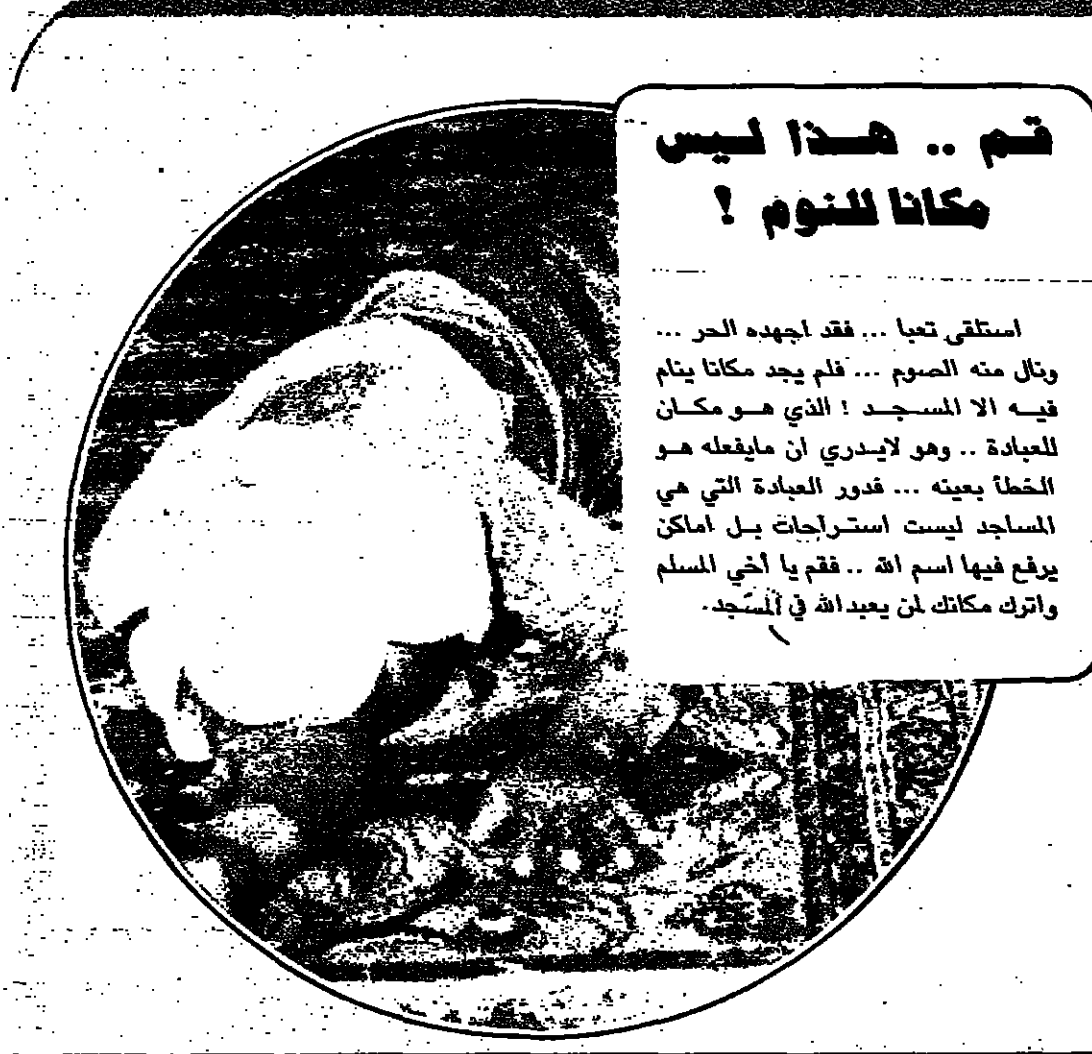 قم .. هذا ليس
مكانا للنوم !
استلقى تعبا ... فقد اجهده الحر ...
ونال منه الصوم ... فلم يجد مكانا ينام
فيه الا المسجد ! الذي هو مكان
للعبادة .. وهو لايدري ان مايفعله هو
الخطأ بعينه ... فدور العبادة التي هي
المساجد ليست استراحات بل اماكن
يرفع فيها اسم الله .. فقم يا أخي المسلم
واترك مكانك لمن يعبد الله في المسجد.